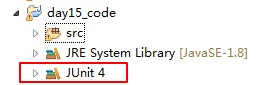 day15_code
src
JRE System Library [JavaSE-1.8]
JUnit 4